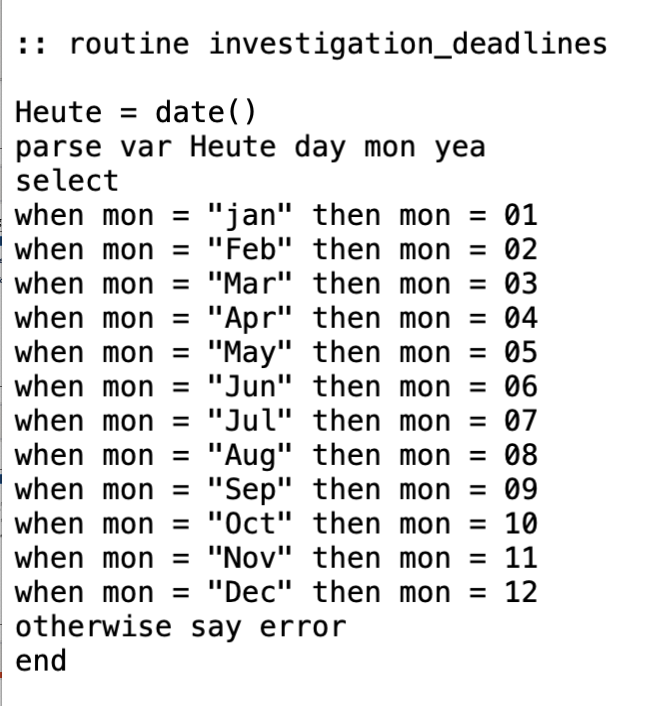 :: routine investigation_deadlines
Heute = date()
parse var Heute day mon yea
select
when mon = "jan" then mon = 01
when mon = "Feb" then mon = 02
when mon = "Mar" then mon = 03
when mon = "Apr" then mon = 04
when mon = "May" then mon = 05
when mon = "Jun" then mon = 06
when mon = "Jul" then mon = 07
when mon = "Aug" then mon = 08
when mon = "Sep" then mon = 09
when mon = "Oct" then mon = 10
when mon = "Nov" then mon = 11
when mon = "Dec" then mon = 12
otherwise say error
end